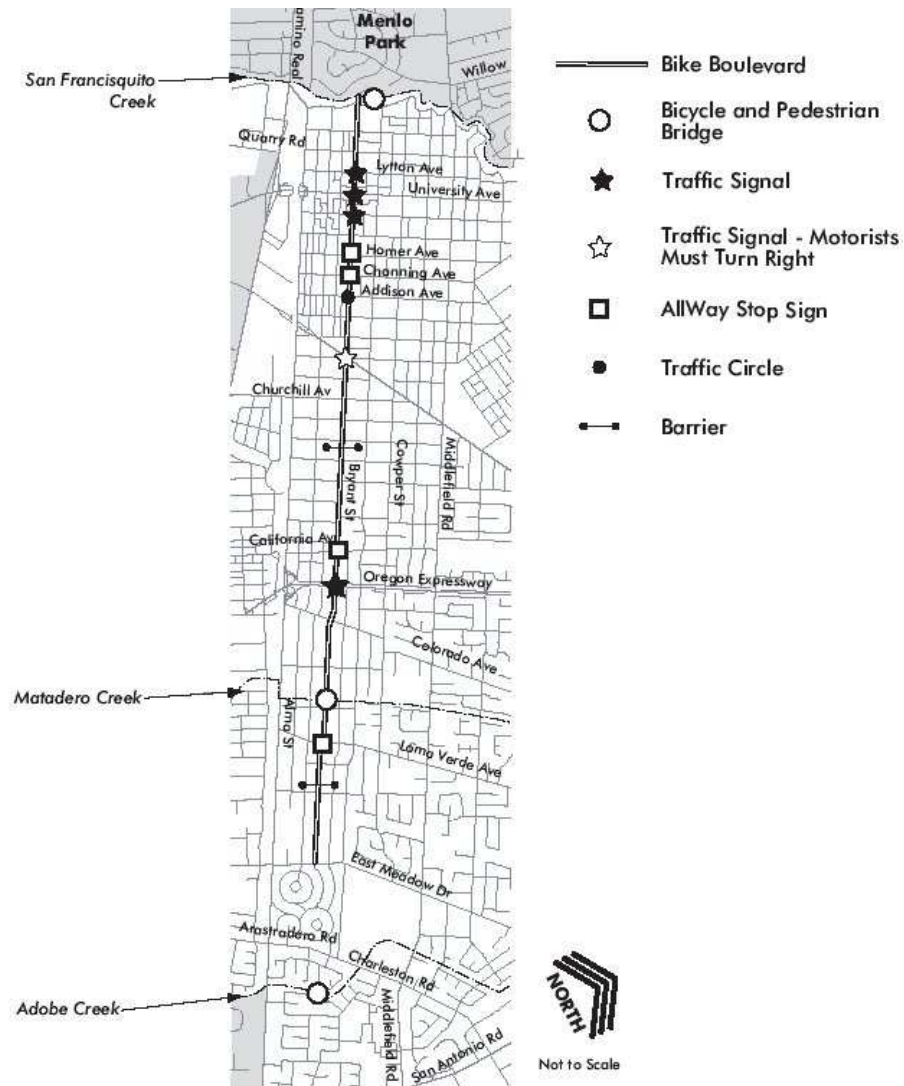 Menlo
Park
amino Real
Willow
San Francisquito
Creek
Quarry Rd
Lytton Ave
University Ave
Homer Ave
Channing Ave
Addison Ave
Churchill Av
Bryant St
Cowper St
Middlefield Rd
California Av
Oregon Expressway
Colorado Ave
Matadero Creek
Alma St
Loma Verde Ave
East Meadow Dr
Arastradero Rd
Charleston Rd
Adobe Creek
Middlefield Rd
San Antonio Rd
Bike Boulevard
Bicycle and Pedestrian
Bridge
Traffic Signal
Traffic Signal - Motorists
Must Turn Right
AllWay Stop Sign
Traffic Circle
Barrier
NORTH
Not to Scale